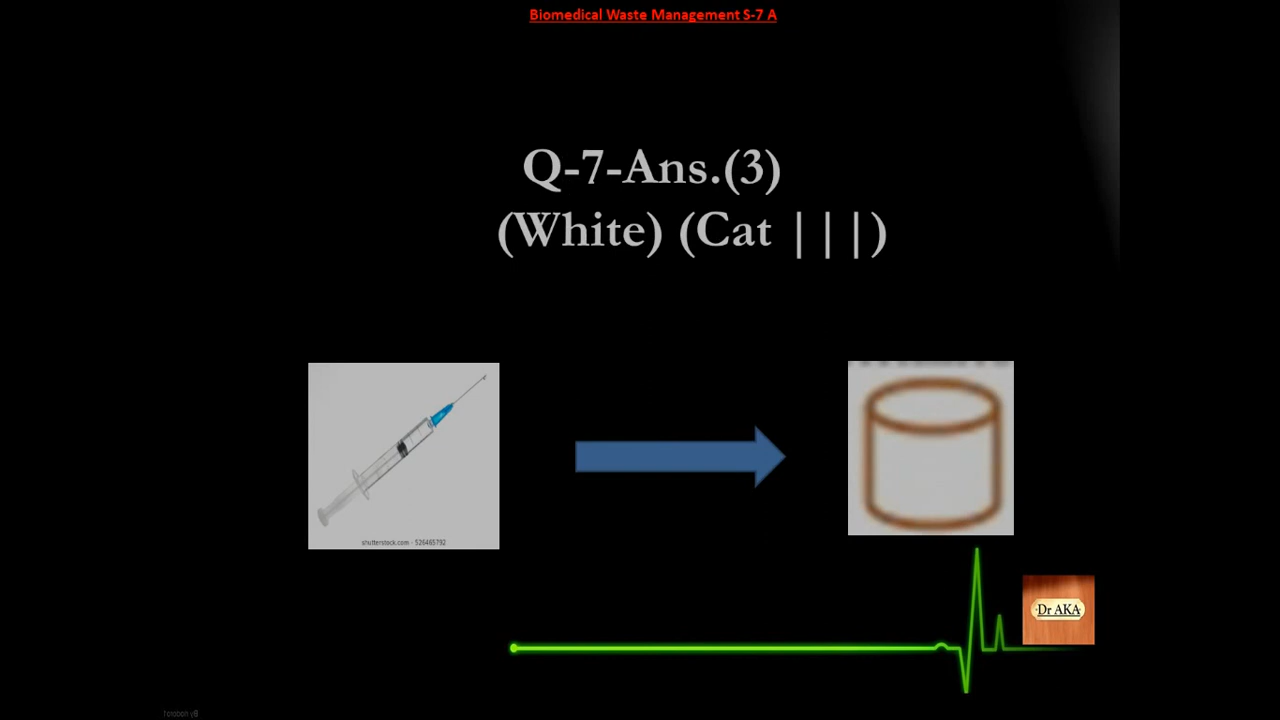 Biomedical Waste Management S-7 A
Q-7-Ans.(3)
(White) (Cat |||)
shutterstock.com - 526465792
Dr AKA